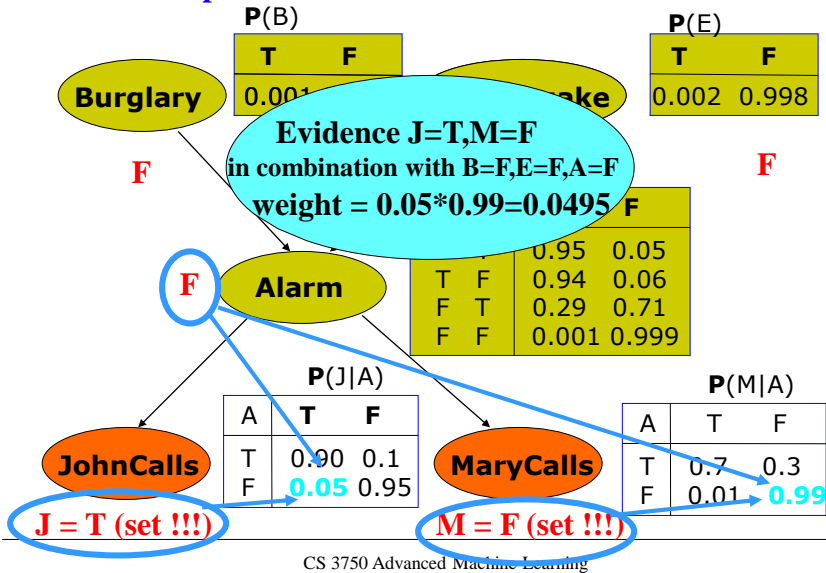 P(B)
T F
Burglary
0.001
P(E)
T F
0.002 0.998
Evidence J=T,M=F
in combination with B=F,E=F,A=F
weight = 0.05*0.99=0.0495
F
F
F
0.95 0.05
T F 0.94 0.06
F T 0.29 0.71
F F 0.001 0.999
F
Alarm
P(J|A)
A T F
T 0.90 0.1
F 0.05 0.95
P(M|A)
A T F
T 0.7 0.3
F 0.01 0.99
JohnCalls
MaryCalls
J = T (set !!!)
M = F (set !!!)
CS 3750 Advanced Machine Learning